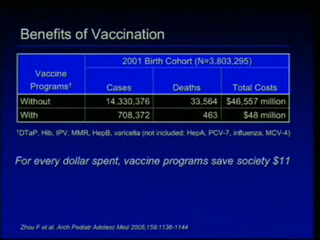 Benefits of Vaccination
2001 Birth Cohort (N=3,803,295)
Vaccine Programs† Cases Deaths Total Costs
Without 14,330,376 33,564 $46,557 million
With 708,372 463 $48 million
†DTaP, Hib, IPV, MMR, HepB, varicella (not included: HepA, PCV-7, influenza, MCV-4)
For every dollar spent, vaccine programs save society $11
Zhou F et al. Arch Pediatr Adolesc Med 2005;159:1136-1144